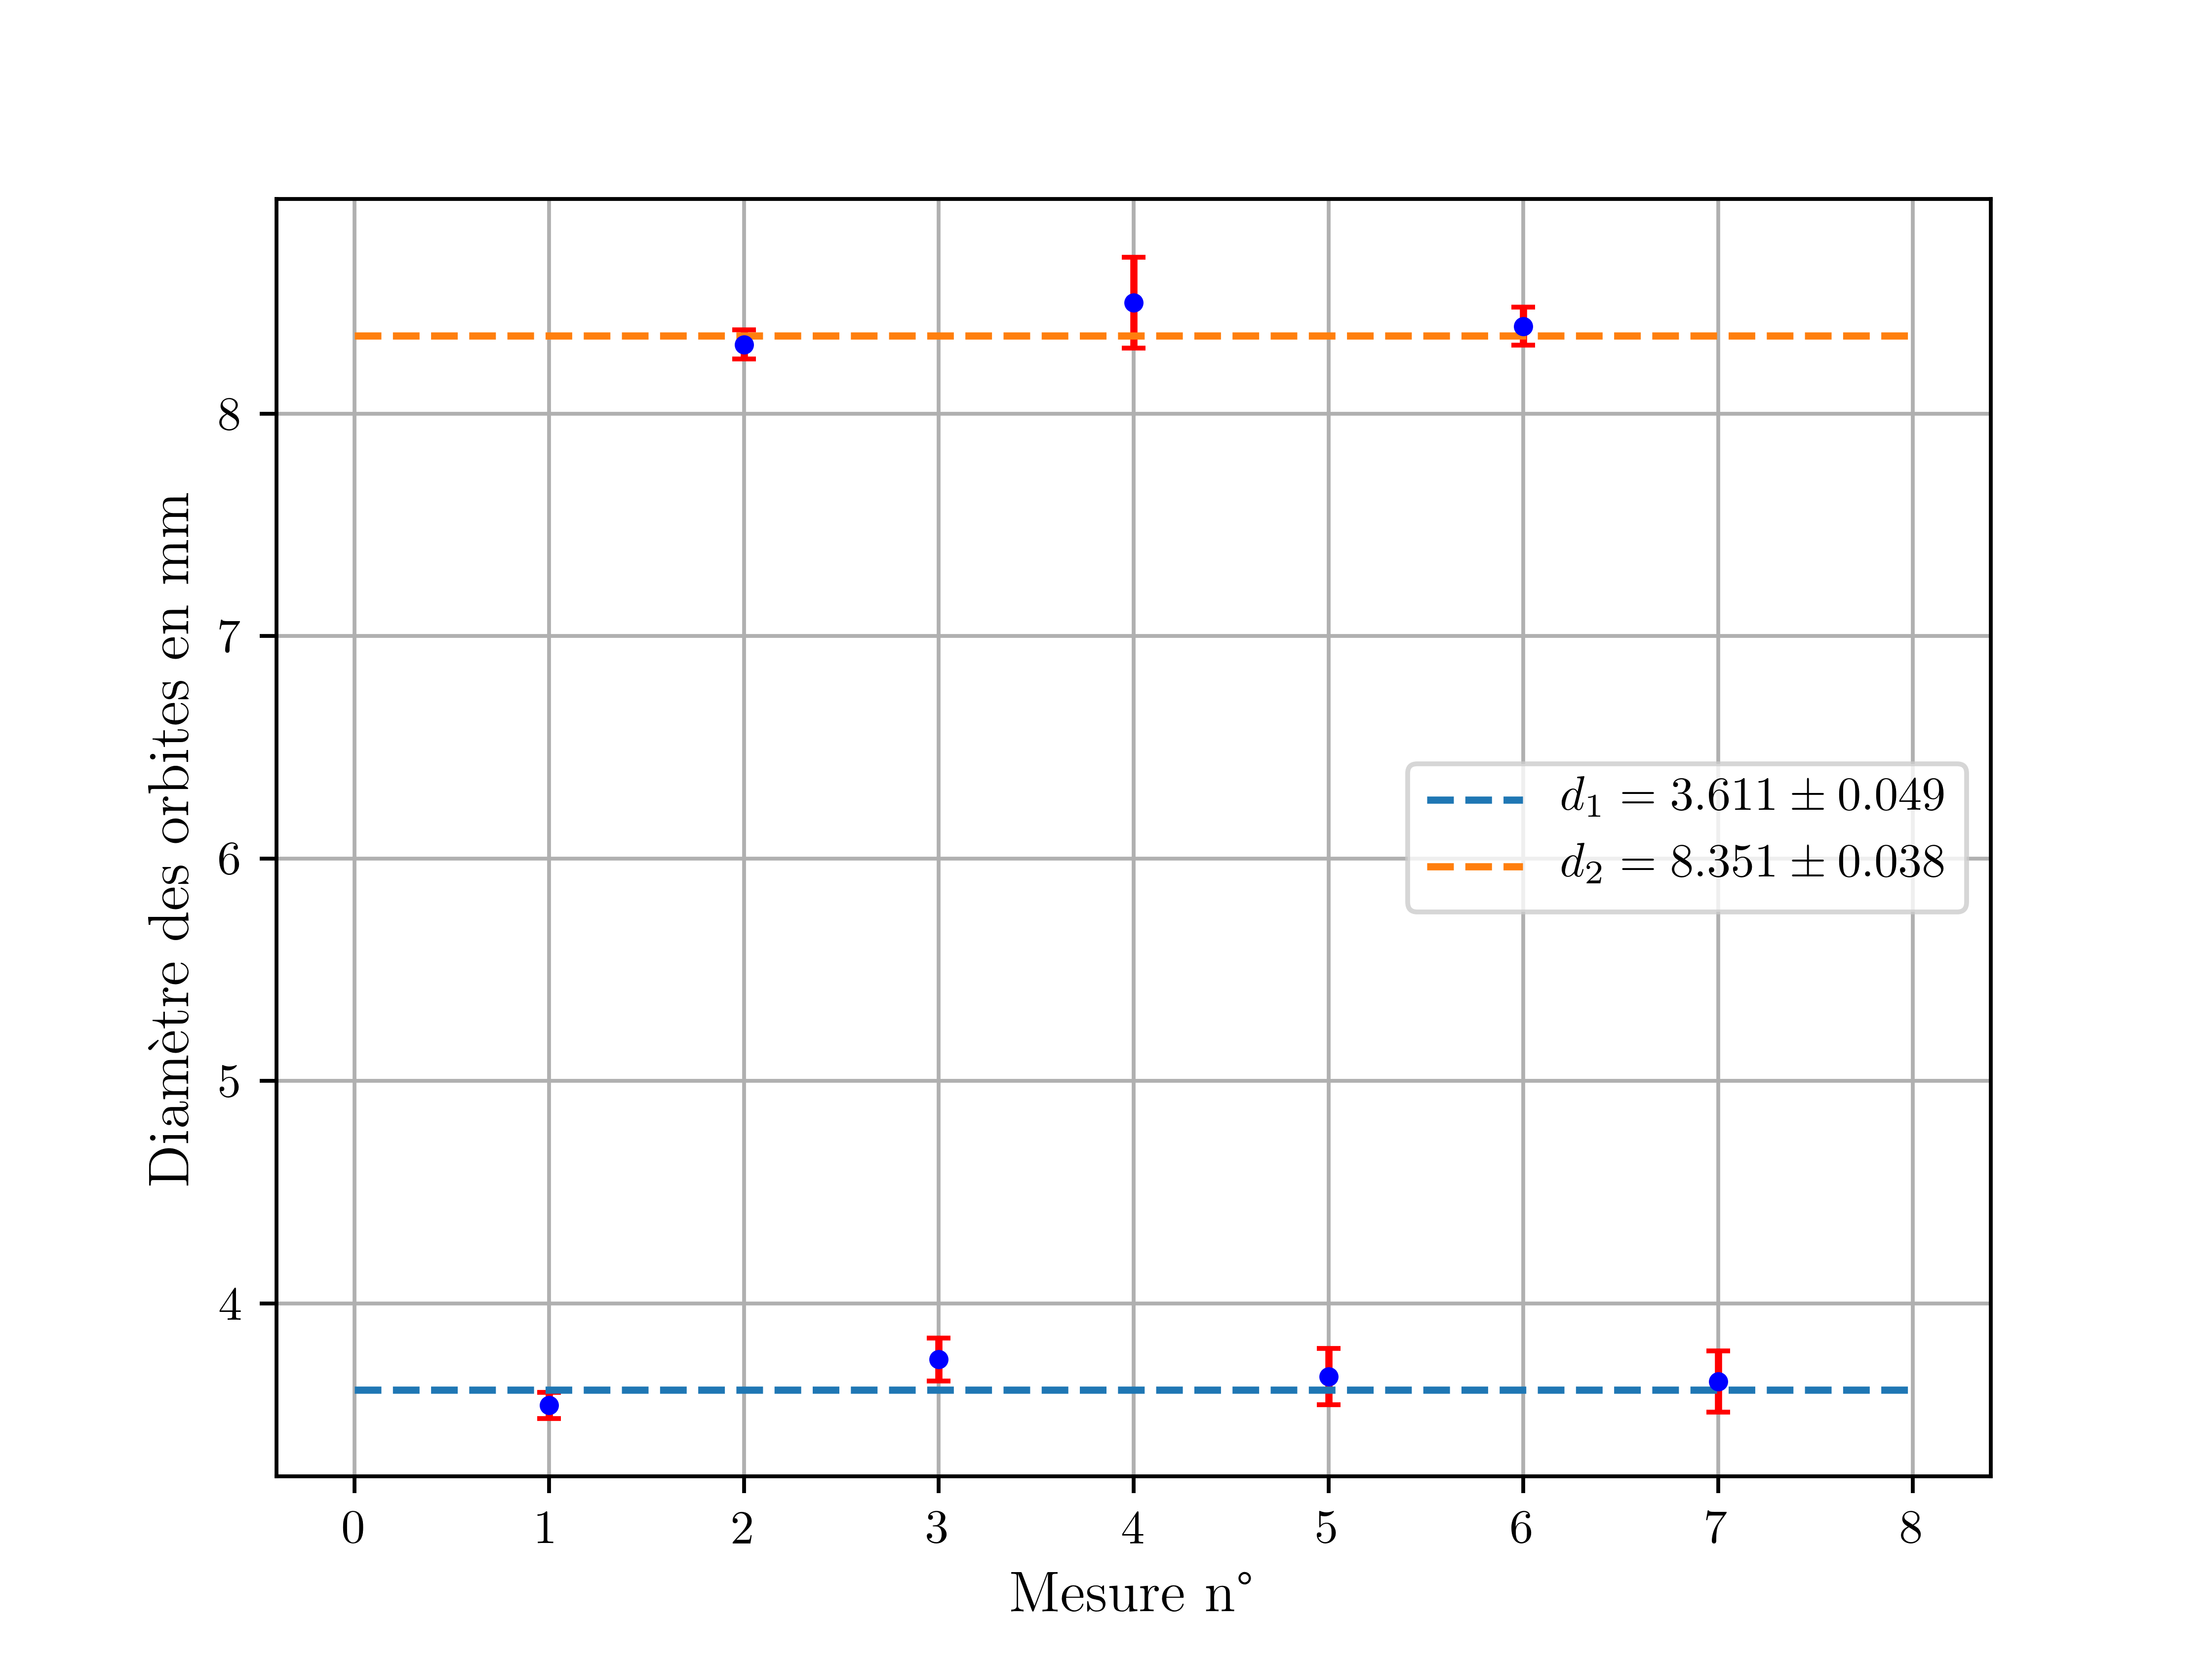 Diamètre des orbites en mm
8
7
6
5
4
d₁ = 3.611 ± 0.049
d₂ = 8.351 ± 0.038
0 1 2 3 4 5 6 7 8
Mesure n°